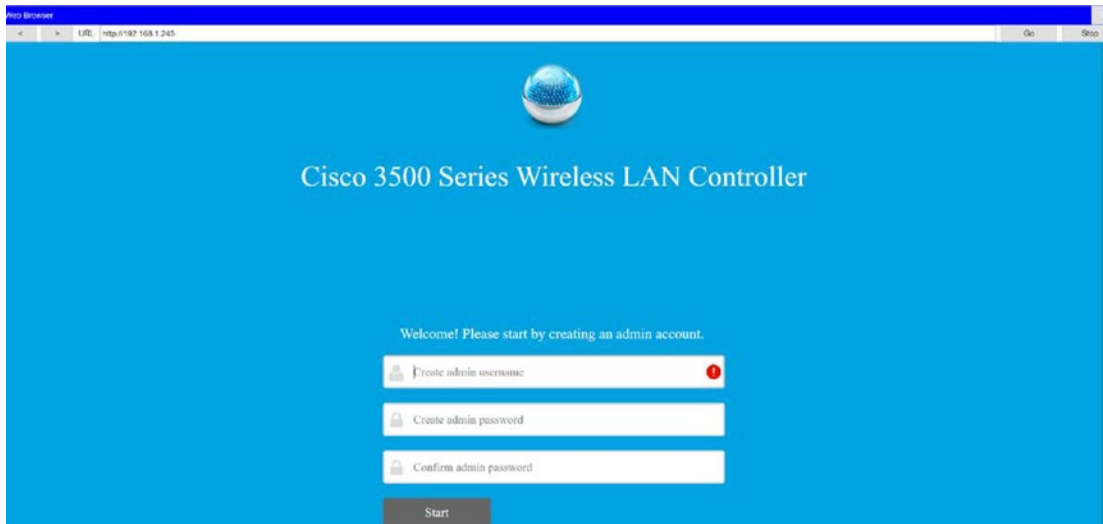 Web Browser
< > URL http://192.168.1.245 Go Stop
Cisco 3500 Series Wireless LAN Controller
Welcome! Please start by creating an admin account.
Create admin username
Create admin password
Confirm admin password
Start